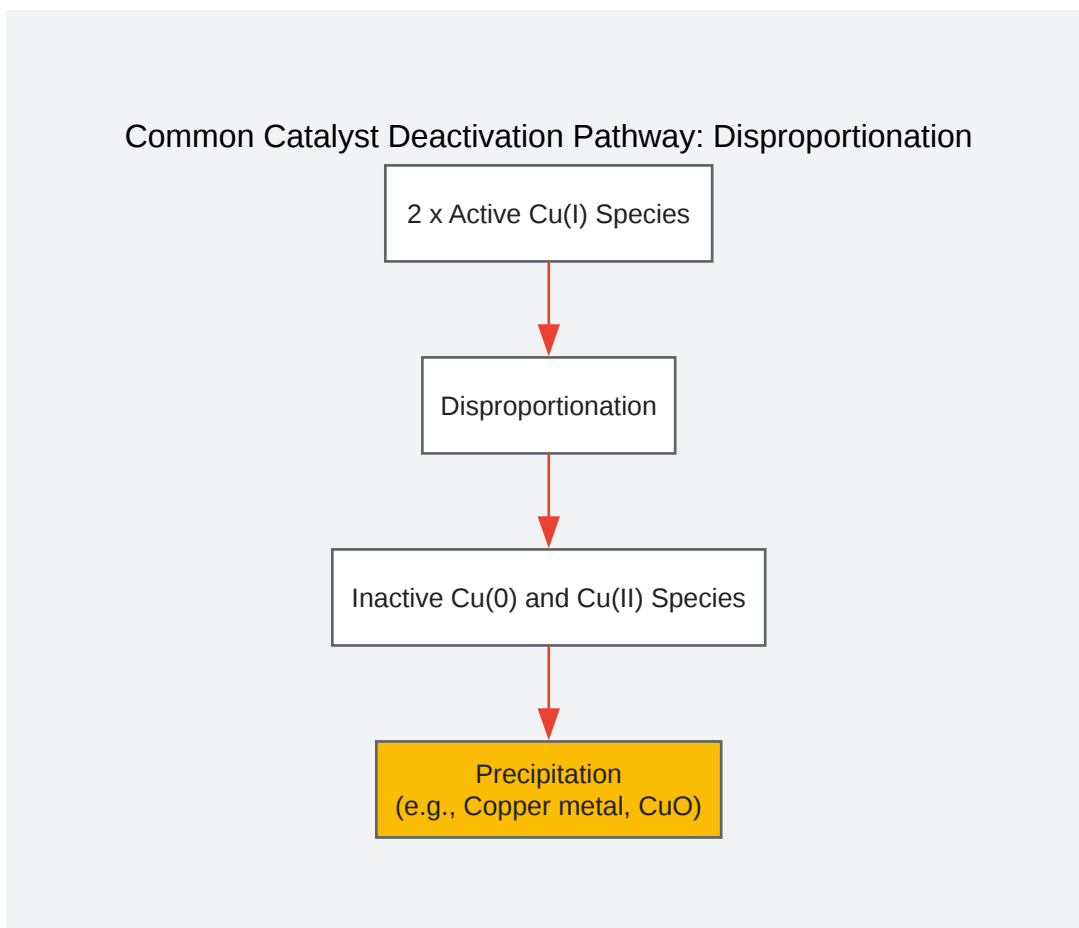 Common Catalyst Deactivation Pathway: Disproportionation
2 x Active Cu(I) Species
Disproportionation
Inactive Cu(0) and Cu(II) Species
Precipitation
(e.g., Copper metal, CuO)